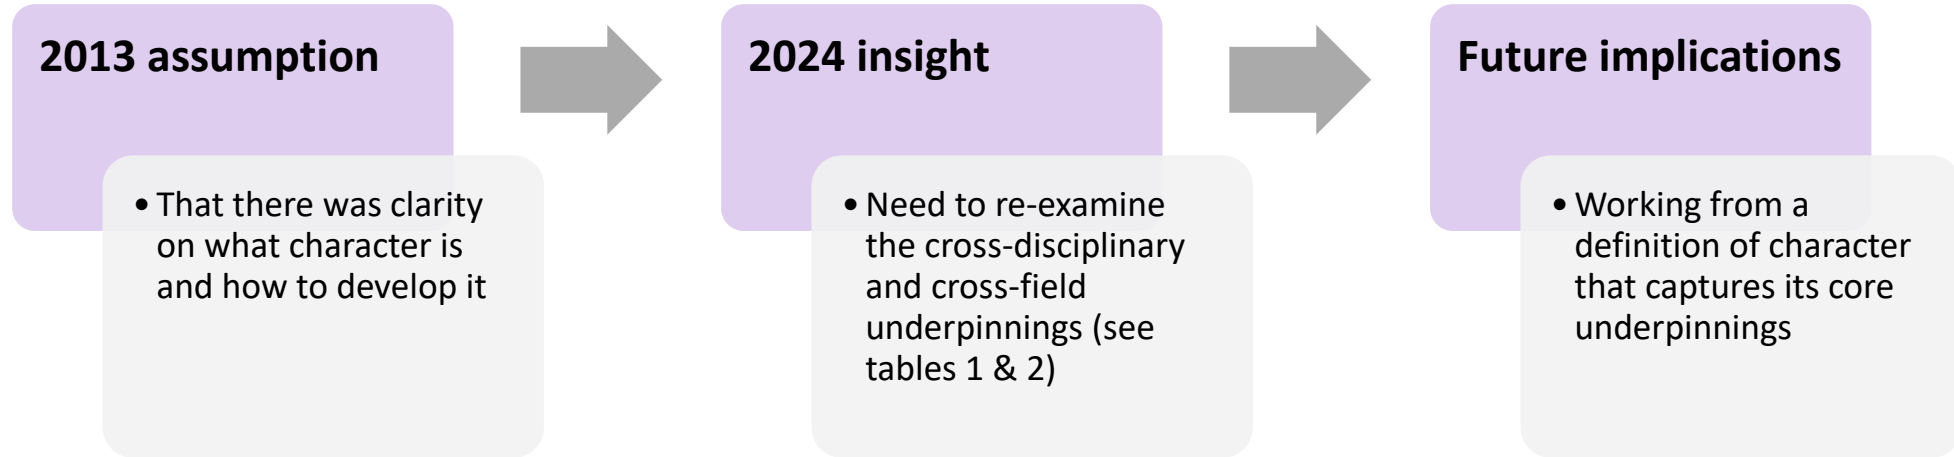 2013 assumption
• That there was clarity
on what character is
and how to develop it
2024 insight
• Need to re-examine
the cross-disciplinary
and cross-field
underpinnings (see
tables 1 & 2)
Future implications
• Working from a
definition of character
that captures its core
underpinnings